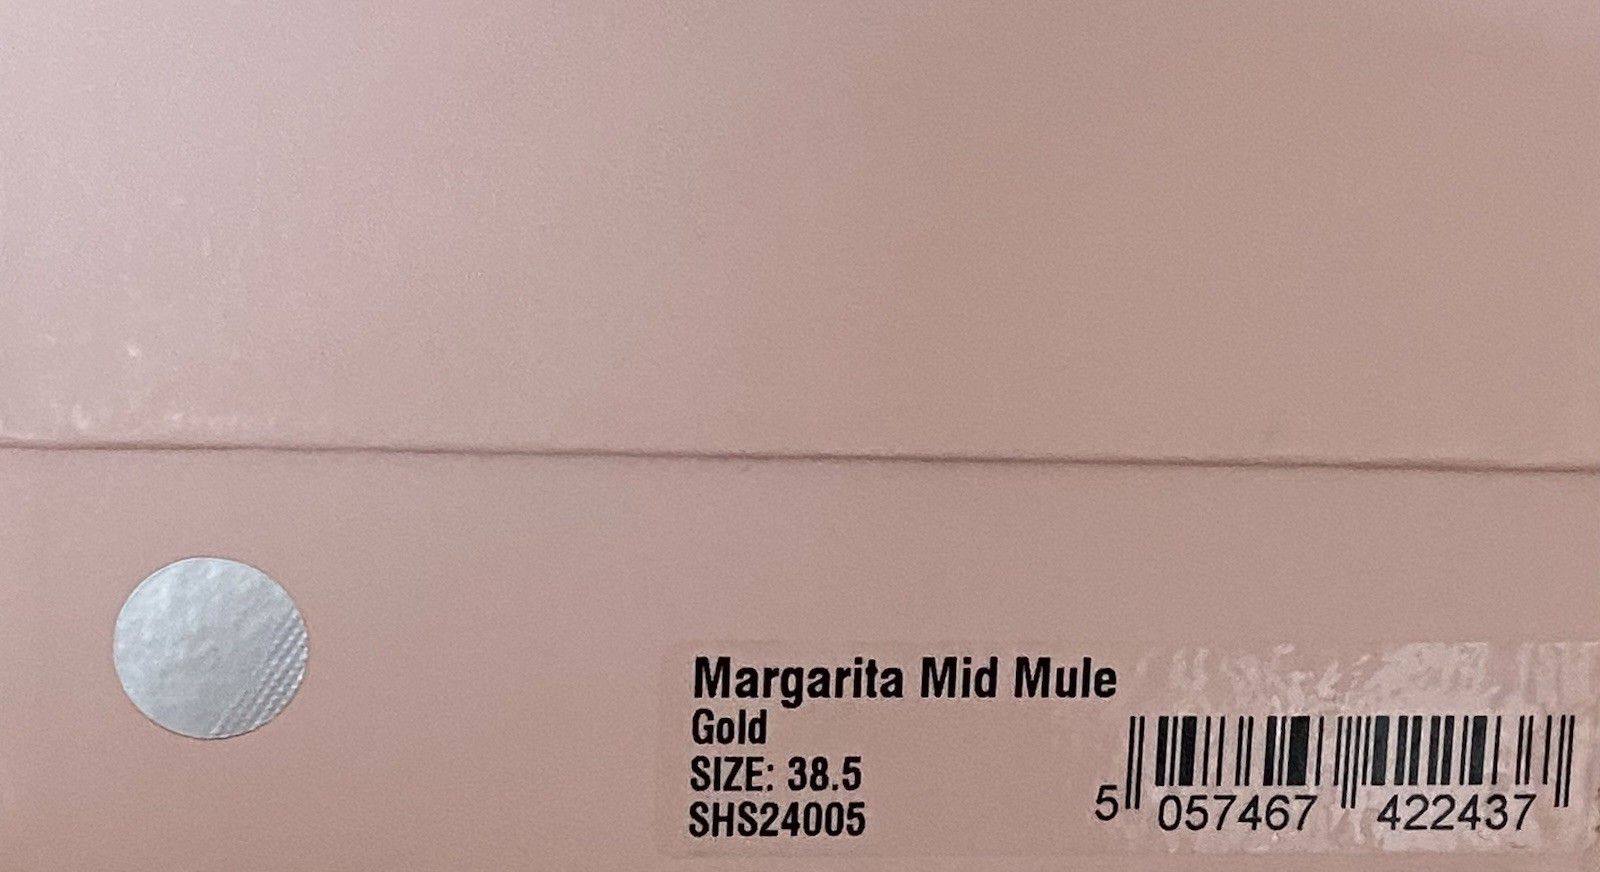 Margarita Mid Mule
Gold
SIZE: 38.5
SHS24005
5 057467 422437